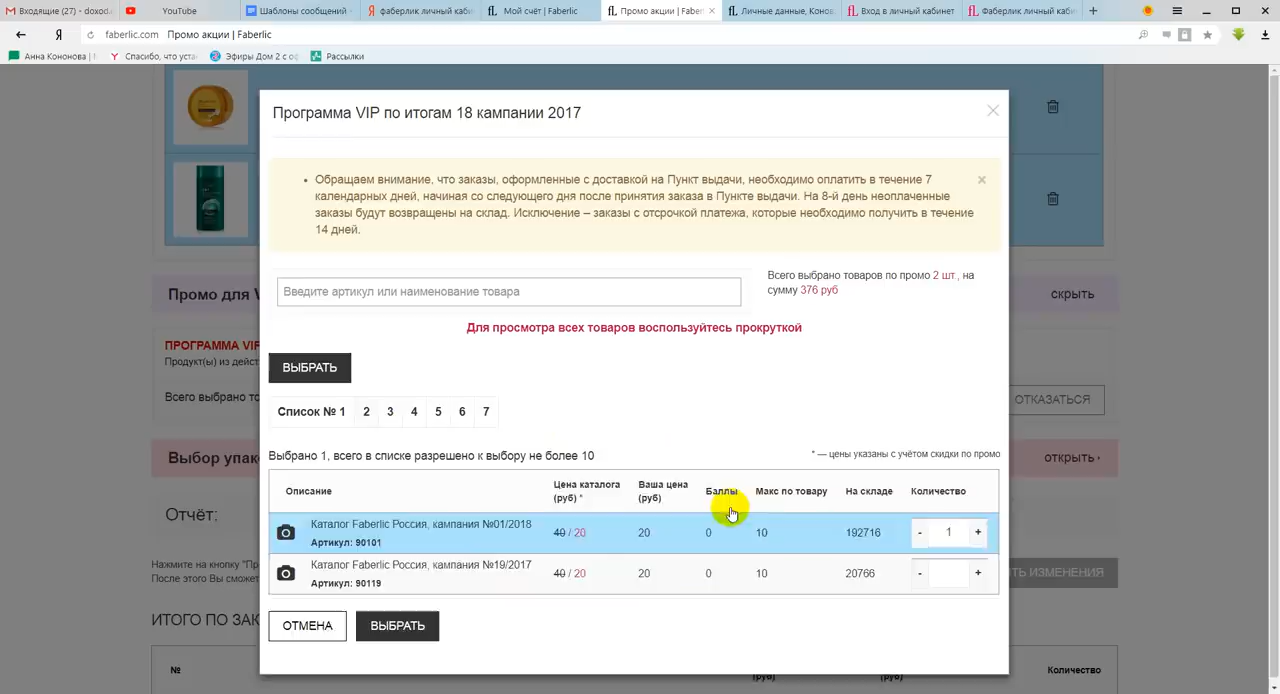 Входящие (27) - doxod.
YouTube
Шаблоны сообщений
фаберлик личный каби
Мой счёт | Faberlic
Промо акции | Faber
Личные данные, Конов
Вход в личный кабинет
Фаберлик личный каби
faberlic.com Промо акции | Faberlic
Анна Кононова |
Спасибо, что уста
Эфиры Дом 2 с оф
Рассылки
Программа VIP по итогам 18 кампании 2017
Обращаем внимание, что заказы, оформленные с доставкой на Пункт выдачи, необходимо оплатить в течение 7
календарных дней, начиная со следующего дня после принятия заказа в Пункте выдачи. На 8-й день неоплаченные
заказы будут возвращены на склад. Исключение – заказы с отсрочкой платежа, которые необходимо получить в течение
14 дней.
Введите артикул или наименование товара
Всего выбрано товаров по промо 2 шт., на
сумму 376 руб
Промо для
скрыть
Для просмотра всех товаров воспользуйтесь прокруткой
ПРОГРАММА VIP
Продукт(ы) из дейст
ВЫБРАТЬ
Всего выбрано то
ОТКАЗАТЬСЯ
Список № 1 2 3 4 5 6 7
Выбор упак
открыть
Выбрано 1, всего в списке разрешено к выбору не более 10
* — цены указаны с учётом скидки по промо
Описание
Цена каталога
(руб) *
Ваша цена
(руб)
Баллы
Макс по товару
На складе
Количество
Отчёт:
Каталог Faberlic Россия, кампания №01/2018
Артикул: 90101
40 / 20 20 0 10 192716 - 1 +
Каталог Faberlic Россия, кампания №19/2017
Артикул: 90119
40 / 20 20 0 10 20766 - +
Нажмите на кнопку "Пр
После этого Вы сможет
ТЬ ИЗМЕНЕНИЯ
ИТОГО ПО ЗАК
ОТМЕНА
ВЫБРАТЬ
№
(руб)
(руб)
Количество